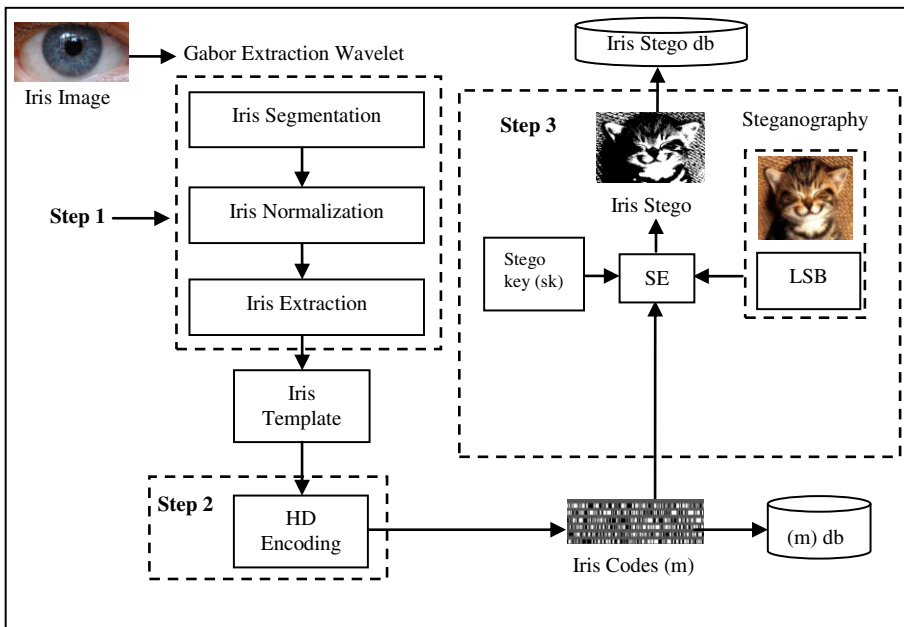 Iris Image
Gabor Extraction Wavelet
Iris Segmentation
Step 1
Iris Normalization
Iris Extraction
Iris
Template
Step 2
HD
Encoding
Iris Codes (m)
(m) db
Iris Stego db
Step 3
Steganography
Iris Stego
Stego
key (sk)
SE
LSB